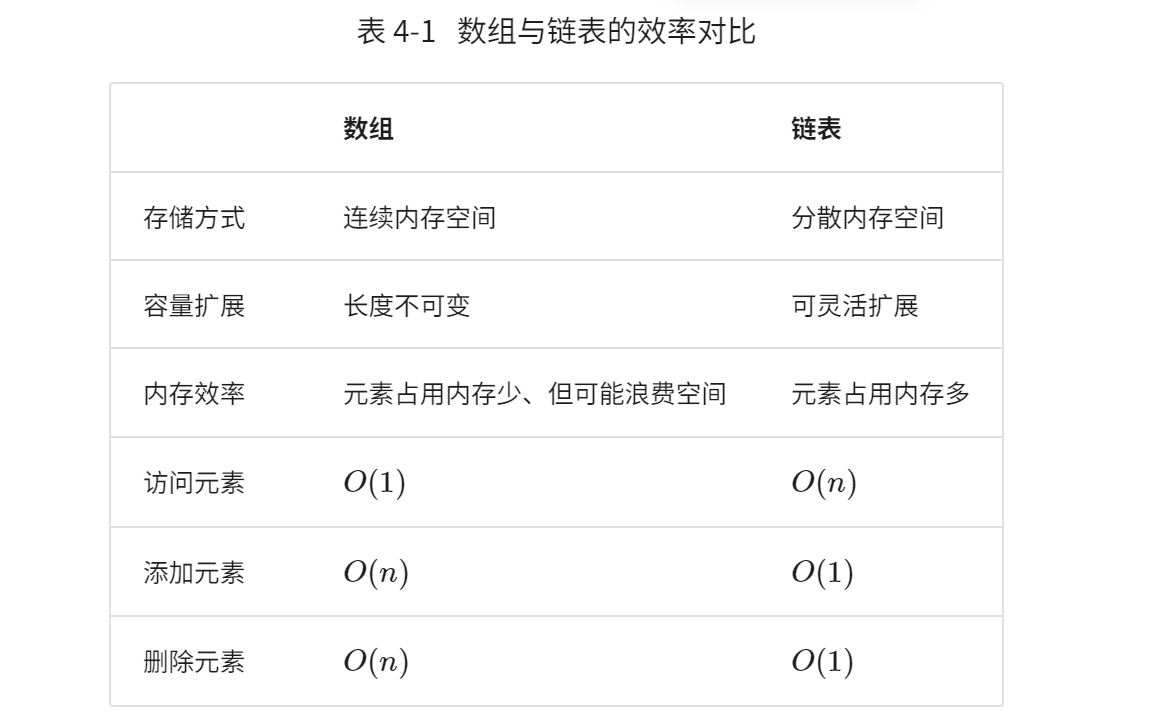 表 4-1 数组与链表的效率对比
数组 链表
存储方式 连续内存空间 分散内存空间
容量扩展 长度不可变 可灵活扩展
内存效率 元素占用内存少、但可能浪费空间 元素占用内存多
访问元素 O(1) O(n)
添加元素 O(n) O(1)
删除元素 O(n) O(1)